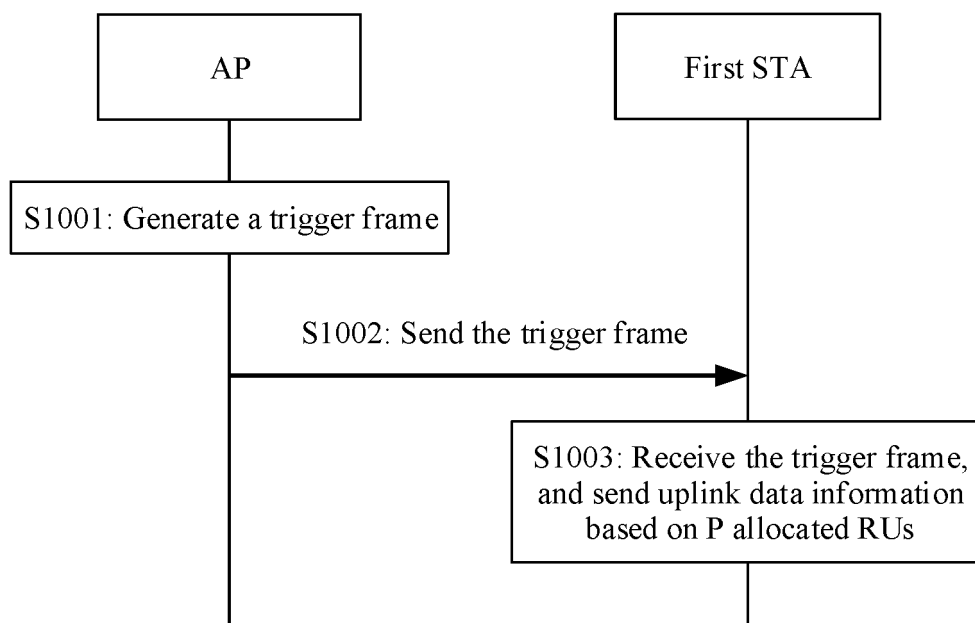 AP
First STA
S1001: Generate a trigger frame
S1002: Send the trigger frame
S1003: Receive the trigger frame,
and send uplink data information
based on P allocated RUs